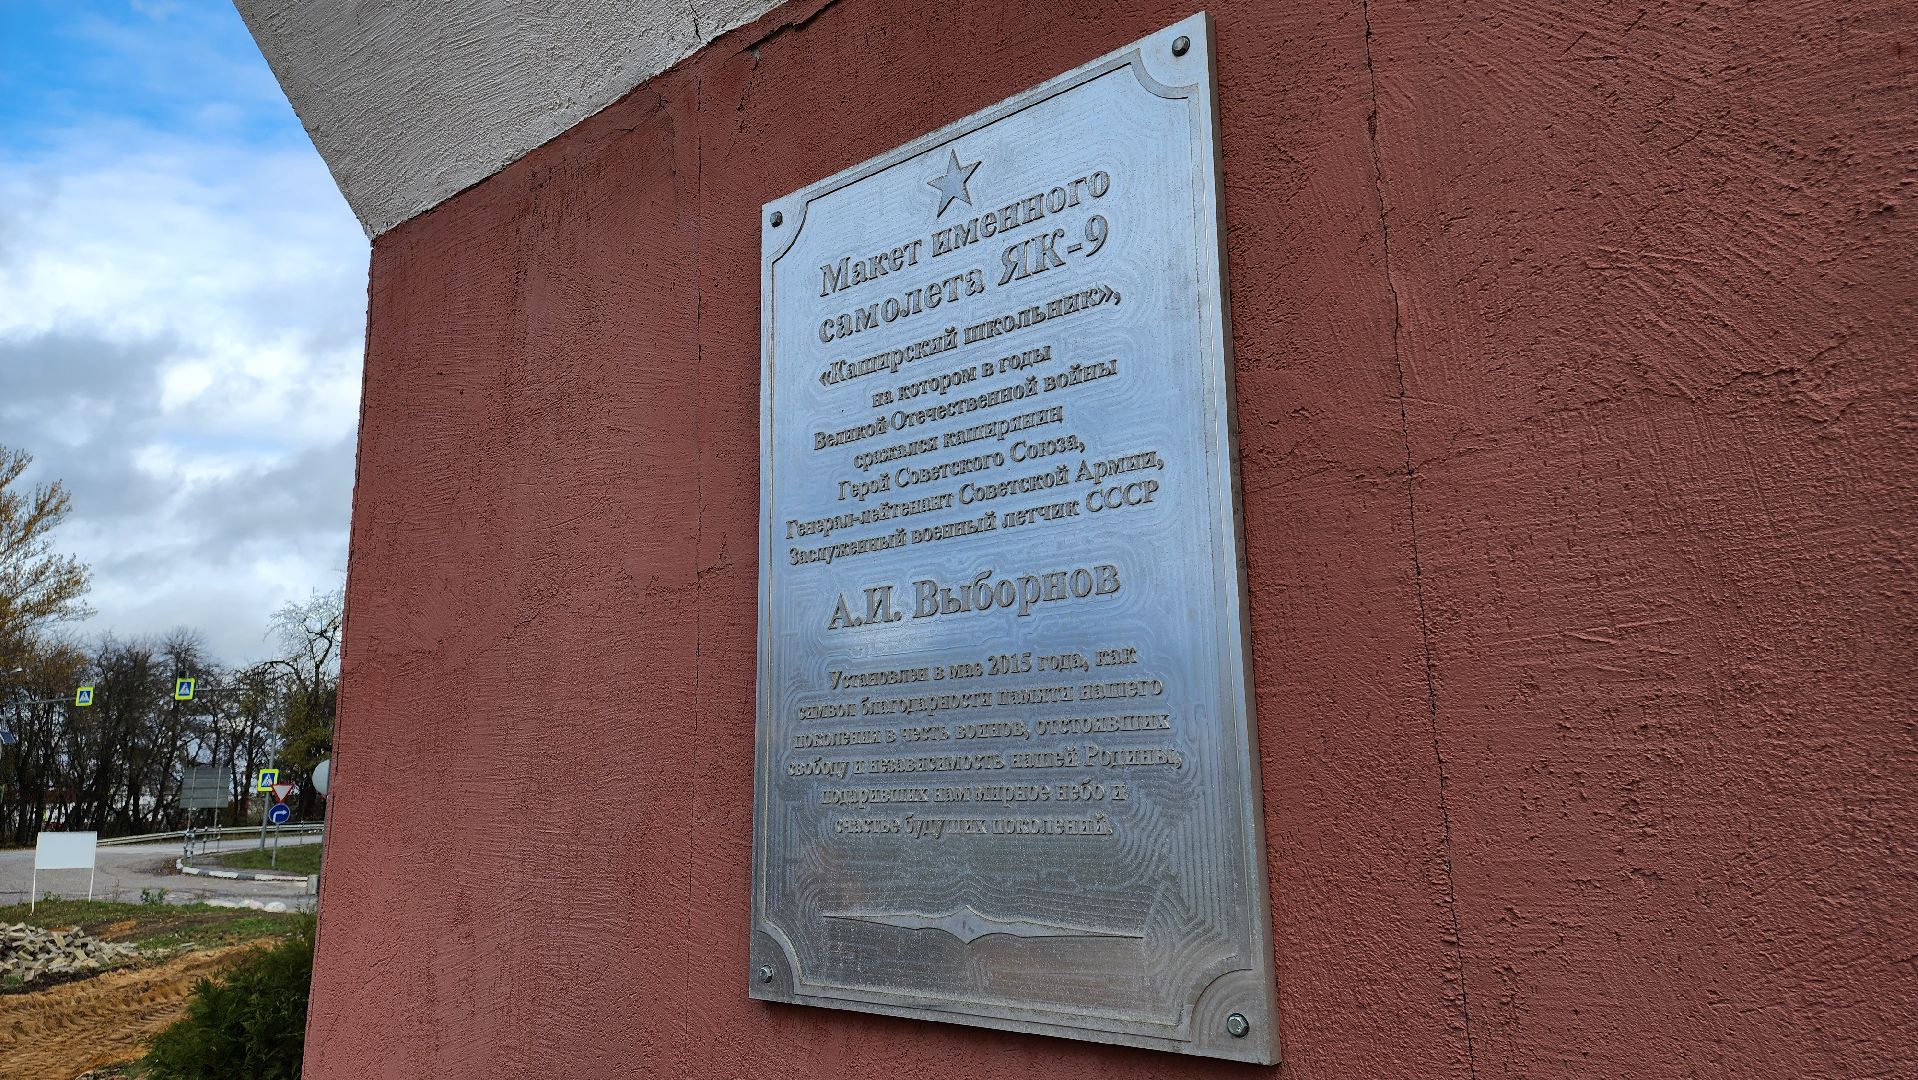 Макет именного
самолета ЯК-9
«Каширский школьник»,
на котором в годы
Великой Отечественной войны
сражался каширянин
Герой Советского Союза,
Генерал-лейтенант Советской Армии,
Заслуженный военный летчик СССР
А.И. Выборнов
Установлен в мае 2015 года, как
символ благодарности памяти нашего
поколения в честь воинов, отстоявших
свободу и независимость нашей Родины,
подаривших нам мирное небо и
счастье будущих поколений.